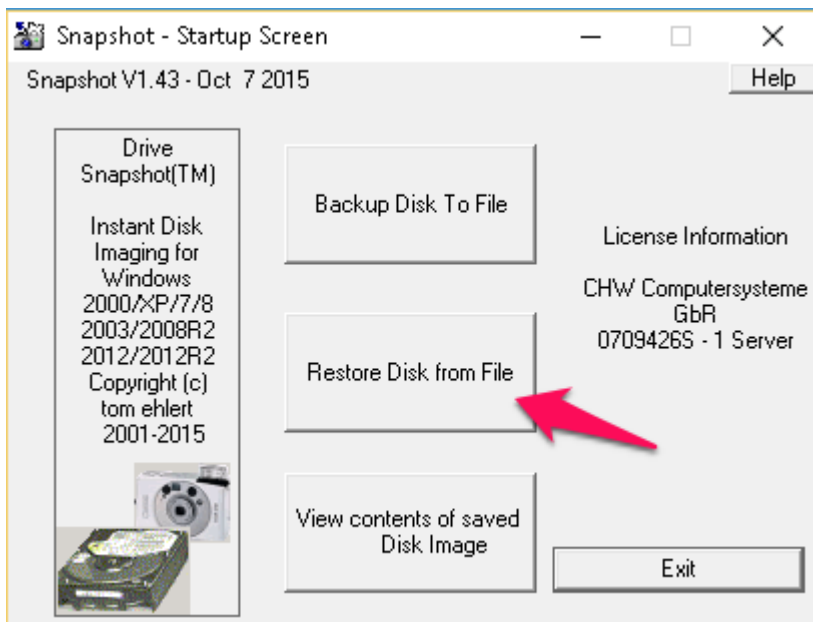 Snapshot - Startup Screen
Snapshot V1.43 - Oct 7 2015
Help
Drive
Snapshot(TM)
Instant Disk
Imaging for
Windows
2000/XP/7/8
2003/2008R2
2012/2012R2
Copyright (c)
tom ehlert
2001-2015
Backup Disk To File
Restore Disk from File
View contents of saved
Disk Image
License Information
CHW Computersysteme
GbR
0709426S - 1 Server
Exit